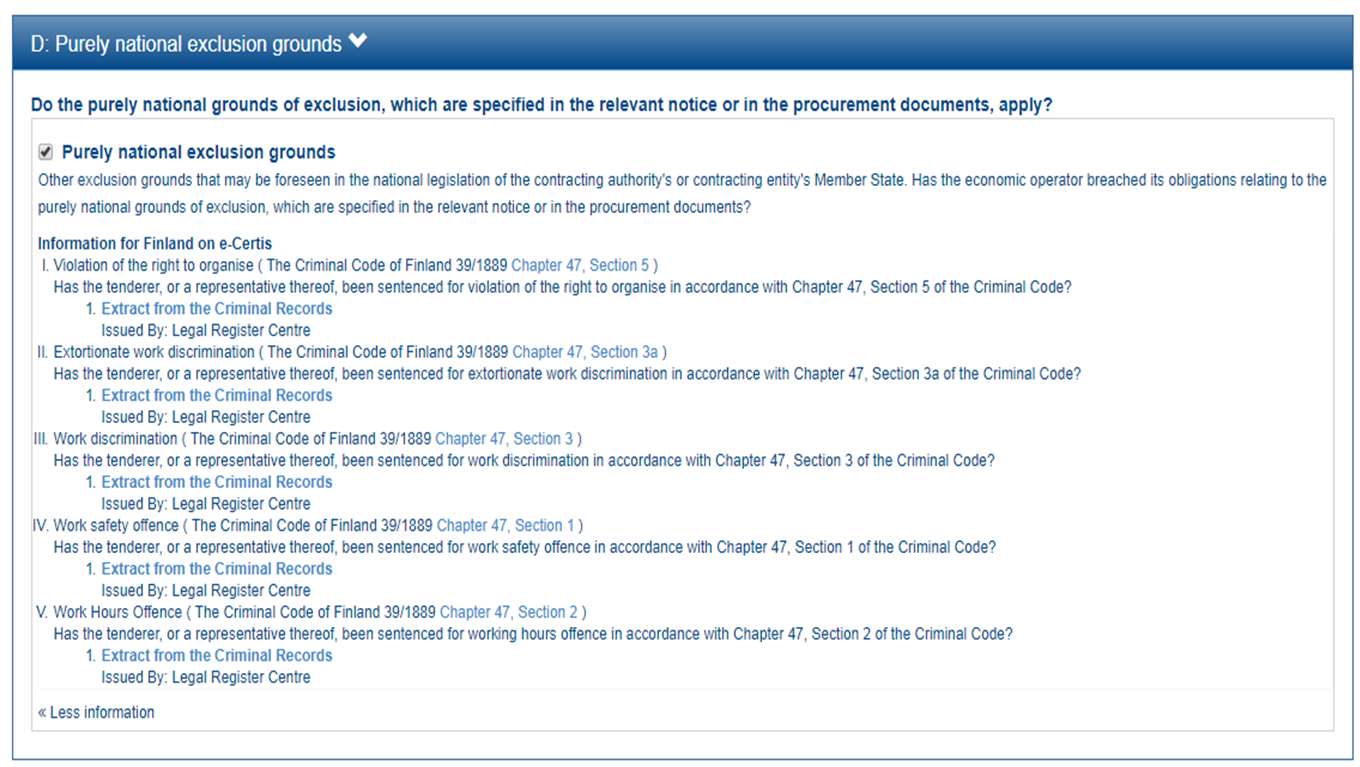 D: Purely national exclusion grounds
Do the purely national grounds of exclusion, which are specified in the relevant notice or in the procurement documents, apply?
Purely national exclusion grounds
Other exclusion grounds that may be foreseen in the national legislation of the contracting authority's or contracting entity's Member State. Has the economic operator breached its obligations relating to the
purely national grounds of exclusion, which are specified in the relevant notice or in the procurement documents?
Information for Finland on e-Certis
I. Violation of the right to organise ( The Criminal Code of Finland 39/1889 Chapter 47, Section 5 )
Has the tenderer, or a representative thereof, been sentenced for violation of the right to organise in accordance with Chapter 47, Section 5 of the Criminal Code?
1. Extract from the Criminal Records
Issued By: Legal Register Centre
II. Extortionate work discrimination ( The Criminal Code of Finland 39/1889 Chapter 47, Section 3a )
Has the tenderer, or a representative thereof, been sentenced for extortionate work discrimination in accordance with Chapter 47, Section 3a of the Criminal Code?
1. Extract from the Criminal Records
Issued By: Legal Register Centre
III. Work discrimination ( The Criminal Code of Finland 39/1889 Chapter 47, Section 3 )
Has the tenderer, or a representative thereof, been sentenced for work discrimination in accordance with Chapter 47, Section 3 of the Criminal Code?
1. Extract from the Criminal Records
Issued By: Legal Register Centre
IV. Work safety offence ( The Criminal Code of Finland 39/1889 Chapter 47, Section 1 )
Has the tenderer, or a representative thereof, been sentenced for work safety offence in accordance with Chapter 47, Section 1 of the Criminal Code?
1. Extract from the Criminal Records
Issued By: Legal Register Centre
V. Work Hours Offence ( The Criminal Code of Finland 39/1889 Chapter 47, Section 2 )
Has the tenderer, or a representative thereof, been sentenced for working hours offence in accordance with Chapter 47, Section 2 of the Criminal Code?
1. Extract from the Criminal Records
Issued By: Legal Register Centre
« Less information